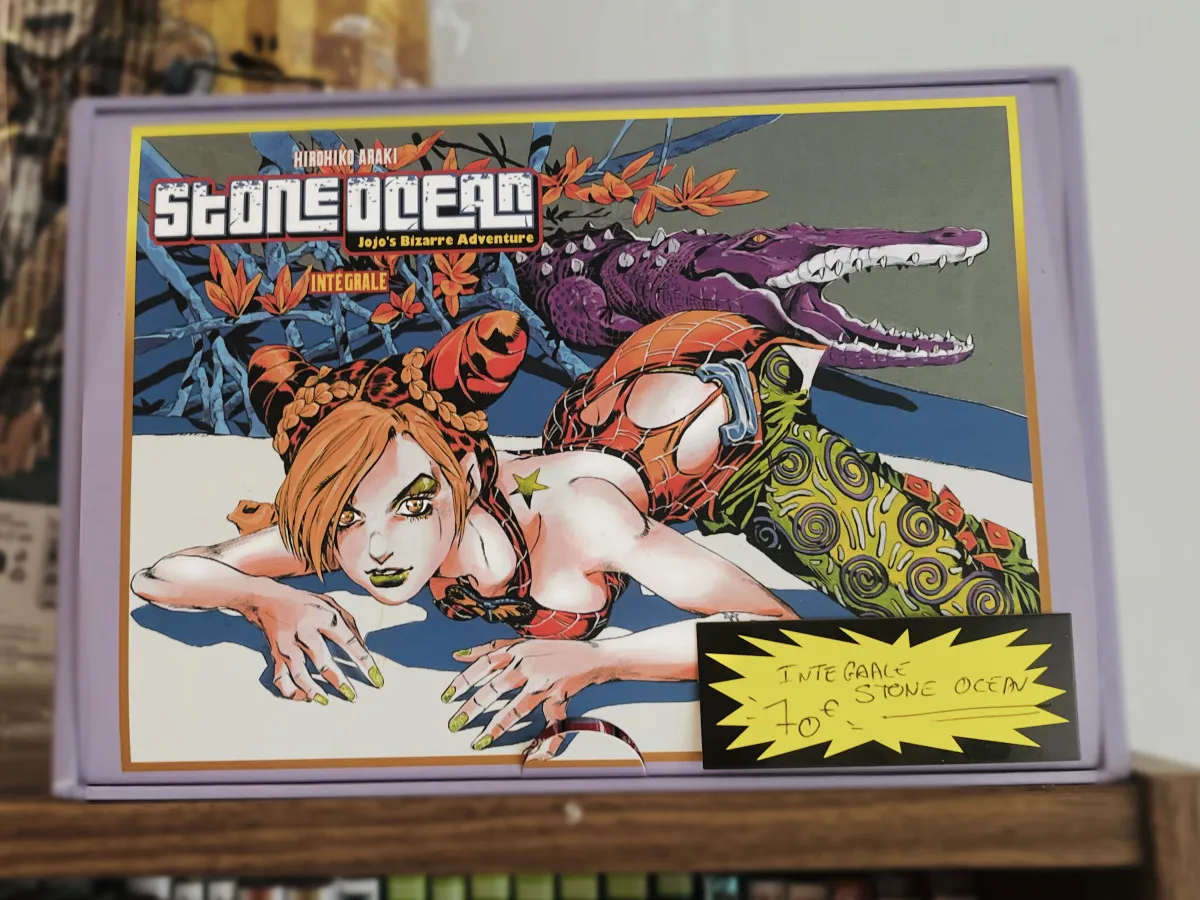 HIROHIKO ARAKI
STONE OCEAN
Jojo's Bizarre Adventure
INTÉGRALE
INTEGRALE
STONE OCEAN
70€